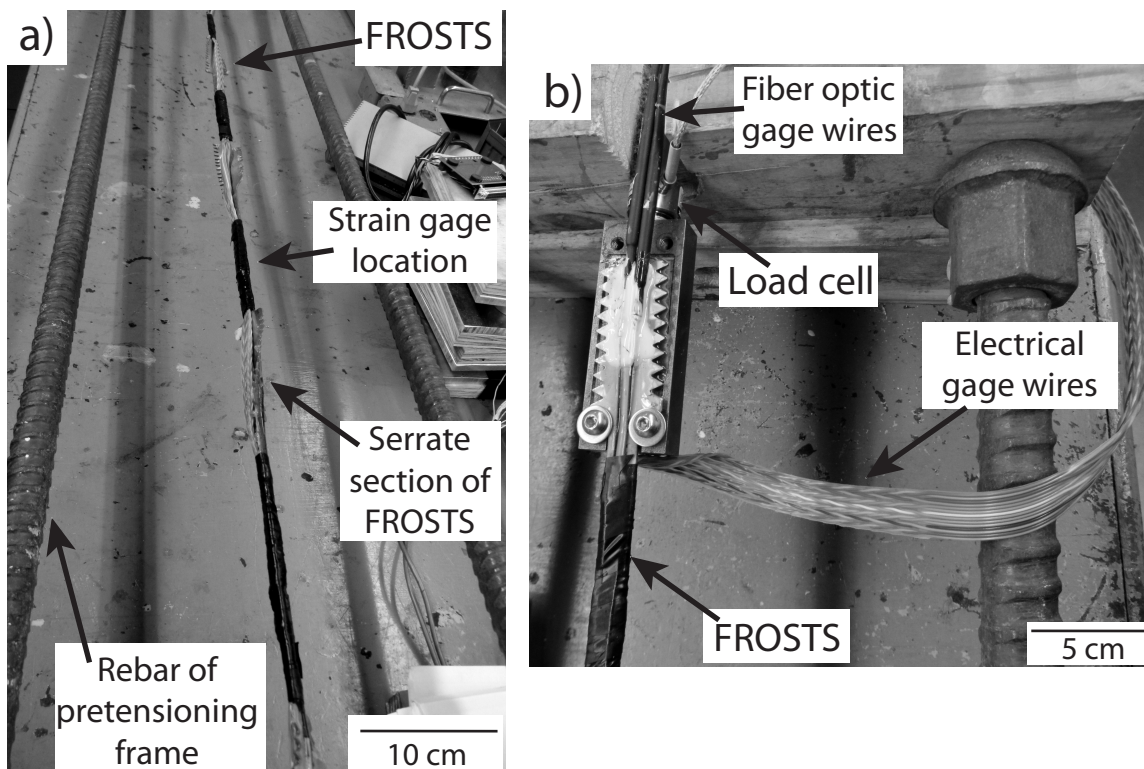 a)
FROSTS
Strain gage
location
Serrate
section of
FROSTS
Rebar of
pretensioning
frame
10 cm
b)
Fiber optic
gage wires
Load cell
Electrical
gage wires
FROSTS
5 cm